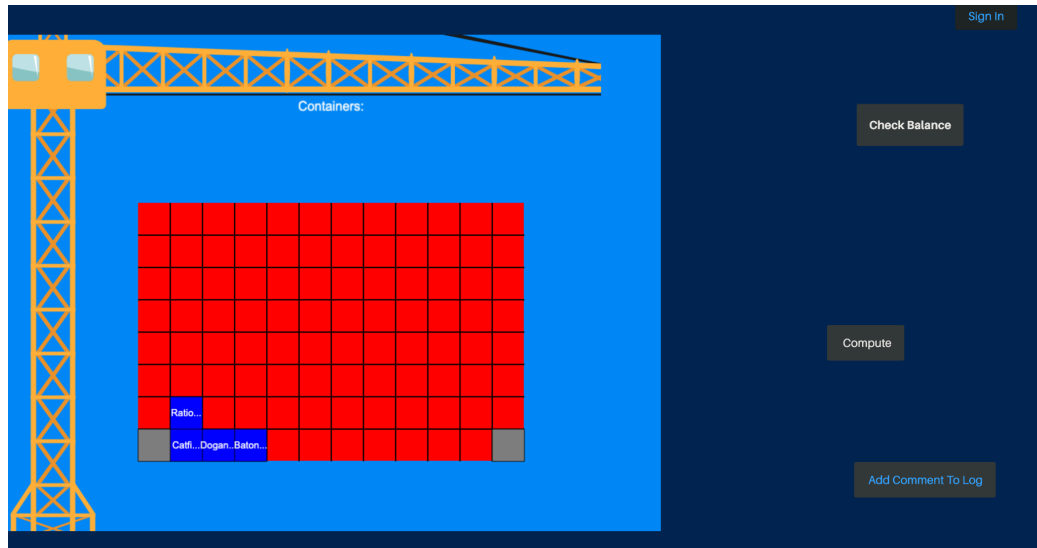 Sign In
Containers:
Check Balance
Compute
Ratio...
Catfi...Dogan..Baton...
Add Comment To Log